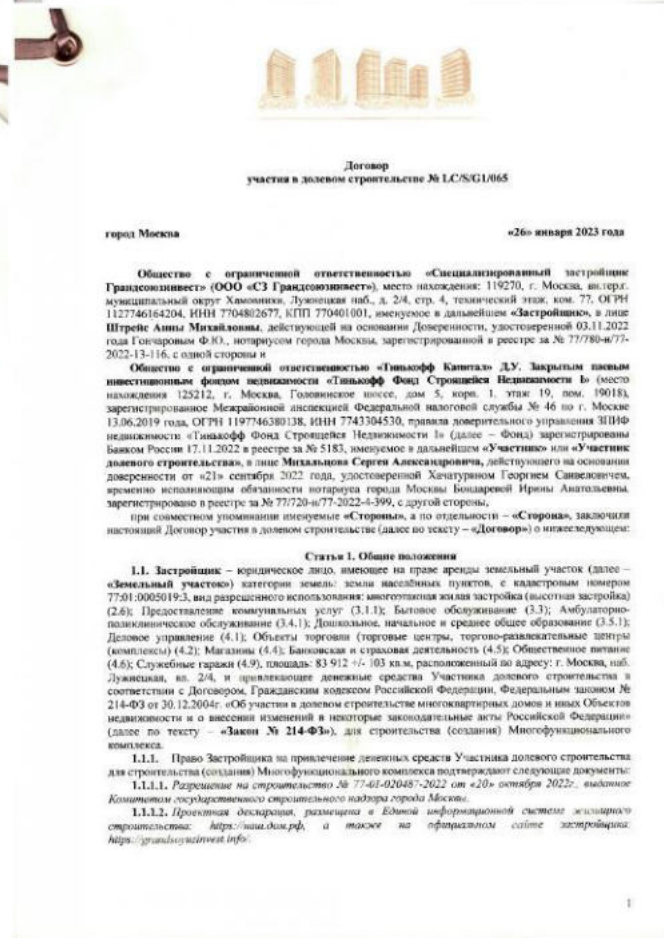 Договор
участия в долевом строительстве № LC/S/G1/065
город Москва «26» января 2023 года
Общество с ограниченной ответственностью «Специализированный застройщик
Грандсоюзинвест» (ООО «СЗ Грандсоюзинвест»), место нахождения: 119270, г. Москва, вн.тер.г.
муниципальный округ Хамовники, Лужнецкая наб., д. 2/4, стр. 4, технический этаж, ком. 77, ОГРН
1127746164204, ИНН 7704802677, КПП 770401001, именуемое в дальнейшем «Застройщик», в лице
Штрейс Анны Михайловны, действующей на основании Доверенности, удостоверенной 03.11.2022
года Гончаровым Ф.Ю., нотариусом города Москвы, зарегистрированной в реестре за № 77/780-н/77-
2022-13-116, с одной стороны и
Общество с ограниченной ответственностью «Тинькофф Капитал» Д.У. Закрытым паевым
инвестиционным фондом недвижимости «Тинькофф Фонд Строящейся Недвижимости I» (место
нахождения 125212, г. Москва, Головинское шоссе, дом 5, корп. 1, этаж 19, пом. 19018),
зарегистрированное Межрайонной инспекцией Федеральной налоговой службы № 46 по г. Москве
13.06.2019 года, ОГРН 1197746380138, ИНН 7743304530, правила доверительного управления ЗПИФ
недвижимости «Тинькофф Фонд Строящейся Недвижимости I» (далее – Фонд) зарегистрированы
Банком России 17.11.2022 в реестре за № 5183, именуемое в дальнейшем «Участник» или «Участник
долевого строительства», в лице Михальцова Сергея Александровича, действующего на основании
доверенности от «21» сентября 2022 года, удостоверенной Хачатуряном Георгием Санвеловичем,
временно исполняющим обязанности нотариуса города Москвы Бондаревой Ирины Анатольевны,
зарегистрировано в реестре за № 77/720-н/77-2022-4-399, с другой стороны,
при совместном упоминании именуемые «Стороны», а по отдельности – «Сторона», заключили
настоящий Договор участия в долевом строительстве (далее по тексту – «Договор») о нижеследующем:
Статья 1. Общие положения
1.1. Застройщик – юридическое лицо, имеющее на праве аренды земельный участок (далее –
«Земельный участок») категории земель: земли населённых пунктов, с кадастровым номером
77:01:0005019:3, вид разрешенного использования: многоэтажная жилая застройка (высотная застройка)
(2.6); Предоставление коммунальных услуг (3.1.1); Бытовое обслуживание (3.3); Амбулаторно-
поликлиническое обслуживание (3.4.1); Дошкольное, начальное и среднее общее образование (3.5.1);
Деловое управление (4.1); Объекты торговли (торговые центры, торгово-развлекательные центры
(комплексы) (4.2); Магазины (4.4); Банковская и страховая деятельность (4.5); Общественное питание
(4.6); Служебные гаражи (4.9), площадь: 83 912 +/- 103 кв.м, расположенный по адресу: г. Москва, наб.
Лужнецкая, вл. 2/4, и привлекающее денежные средства Участника долевого строительства в
соответствии с Договором, Гражданским кодексом Российской Федерации, Федеральным законом №
214-ФЗ от 30.12.2004г. «Об участии в долевом строительстве многоквартирных домов и иных Объектов
недвижимости и о внесении изменений в некоторые законодательные акты Российской Федерации»
(далее по тексту – «Закон № 214-ФЗ»), для строительства (создания) Многофункционального
комплекса.
1.1.1. Право Застройщика на привлечение денежных средств Участника долевого строительства
для строительства (создания) Многофункционального комплекса подтверждают следующие документы:
1.1.1.1. Разрешение на строительство № 77-01-020487-2022 от «20» октября 2022г., выданное
Комитетом государственного строительного надзора города Москвы.
1.1.1.2. Проектная декларация, размещена в Единой информационной системе жилищного
строительства: https://наш.дом.рф, а также на официальном сайте застройщика:
https://grandsoyuzinvest.info/.
1